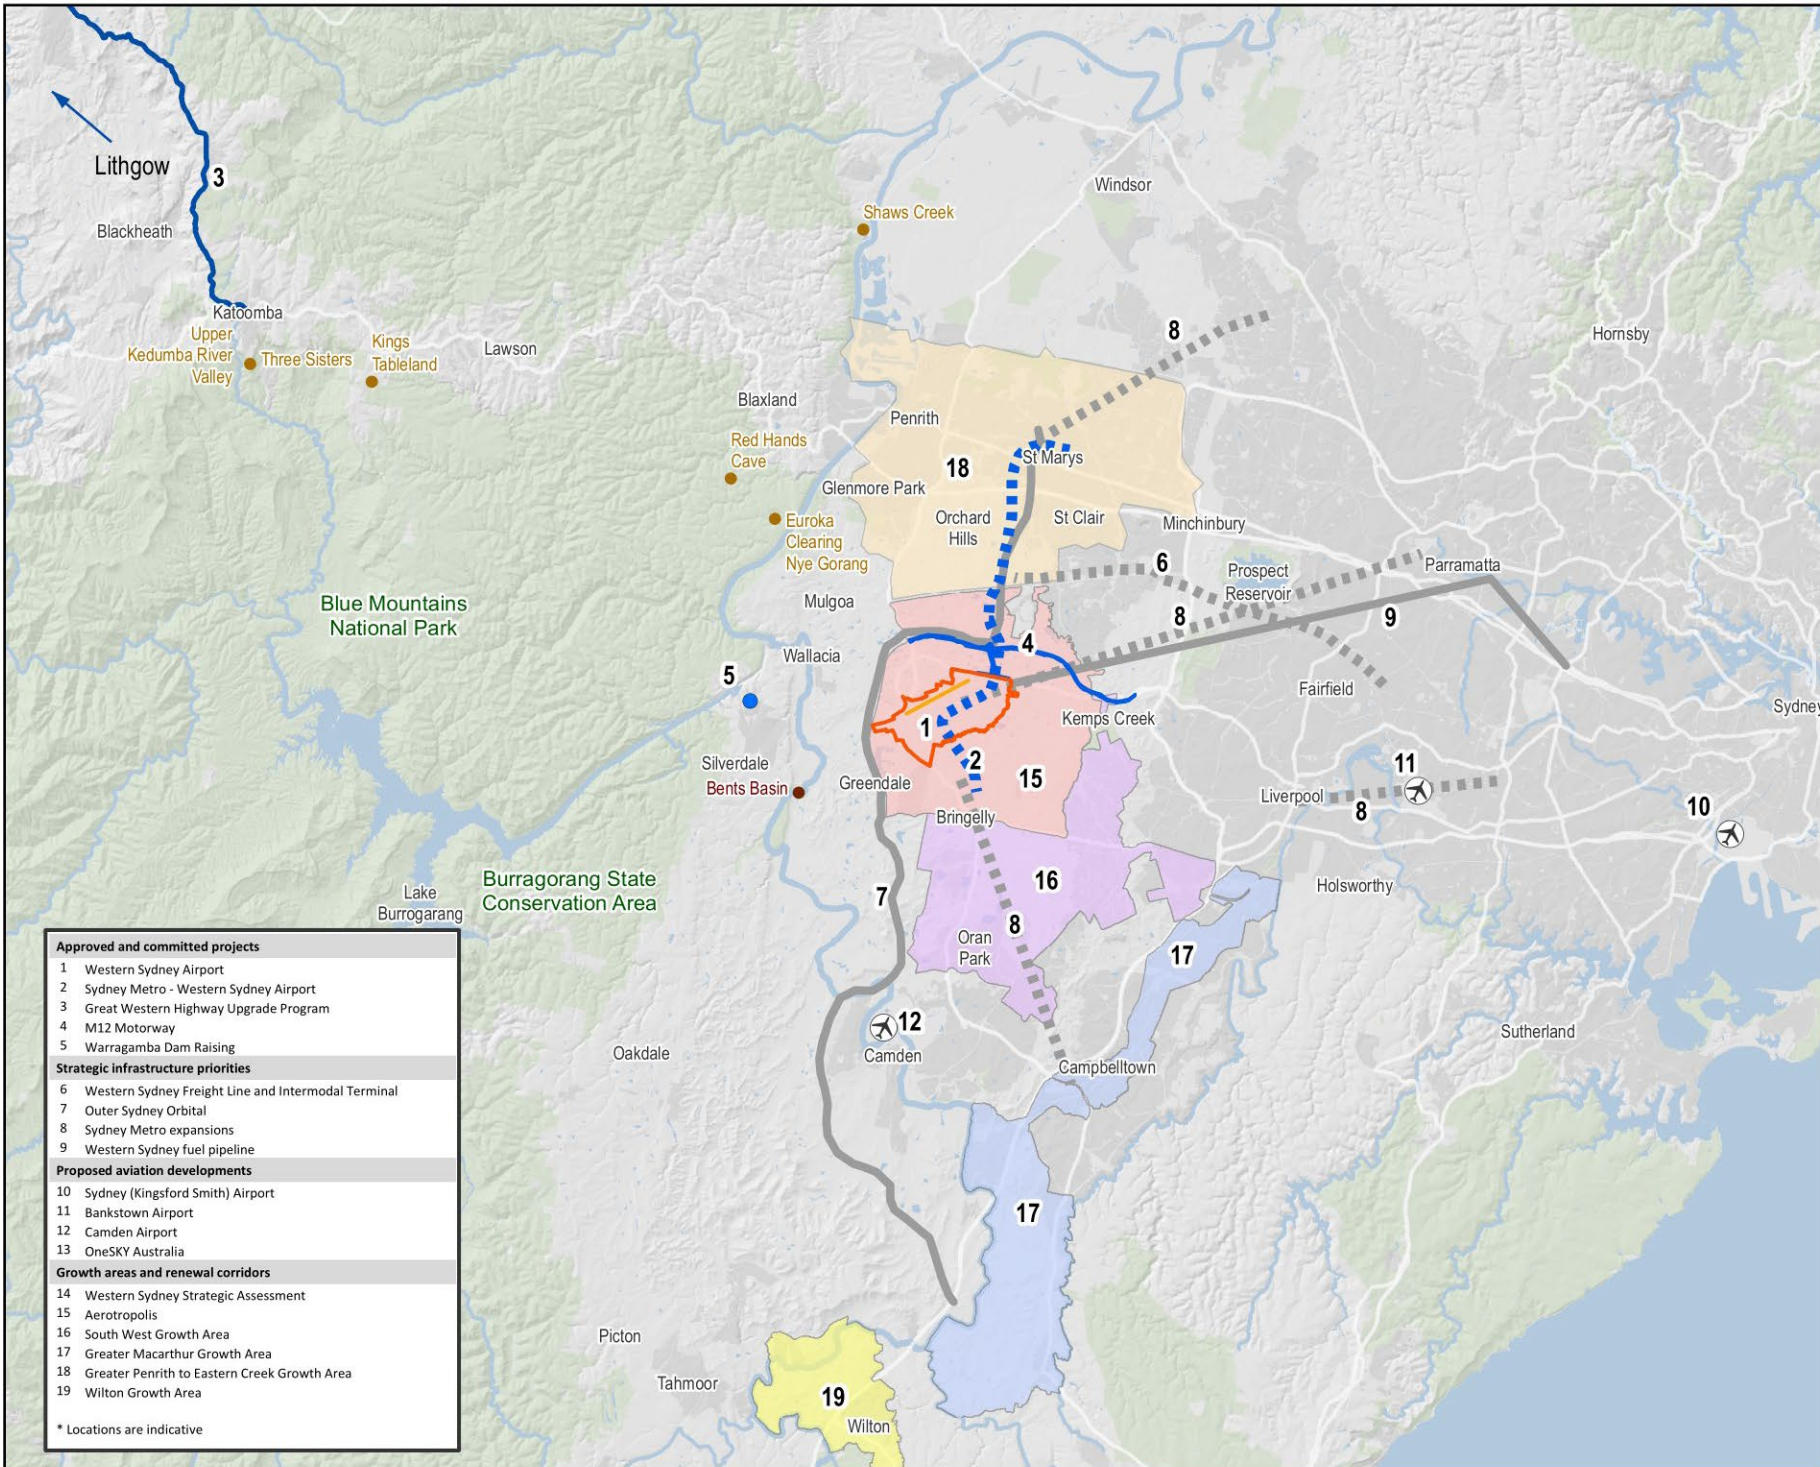 Lithgow
3
Blackheath
Katoomba
Upper
Kedumba River
Valley
Three Sisters
Kings
Tableland
Lawson
Shaws Creek
Windsor
8
Hornsby
Blaxland
Penrith
Red Hands
Cave
18
St Marys
Glenmore Park
Orchard
Hills
St Clair
Minchinbury
Euroka
Clearing
Nye Gorang
6
Prospect
Reservoir
Parramatta
Blue Mountains
National Park
Mulgoa
8
9
4
Wallacia
5
Fairfield
Kemps Creek
Sydney
1
2
15
Silverdale
Bents Basin
Greendale
Bringelly
Liverpool
11
8
10
Burragorang State
Conservation Area
Lake
Burrogarang
7
16
Holsworthy
8
Oran
Park
17
12
Camden
Oakdale
Campbelltown
Sutherland
17
Picton
Tahmoor
19
Wilton
Approved and committed projects
1 Western Sydney Airport
2 Sydney Metro - Western Sydney Airport
3 Great Western Highway Upgrade Program
4 M12 Motorway
5 Warragamba Dam Raising
Strategic infrastructure priorities
6 Western Sydney Freight Line and Intermodal Terminal
7 Outer Sydney Orbital
8 Sydney Metro expansions
9 Western Sydney fuel pipeline
Proposed aviation developments
10 Sydney (Kingsford Smith) Airport
11 Bankstown Airport
12 Camden Airport
13 OneSKY Australia
Growth areas and renewal corridors
14 Western Sydney Strategic Assessment
15 Aerotropolis
16 South West Growth Area
17 Greater Macarthur Growth Area
18 Greater Penrith to Eastern Creek Growth Area
19 Wilton Growth Area
* Locations are indicative